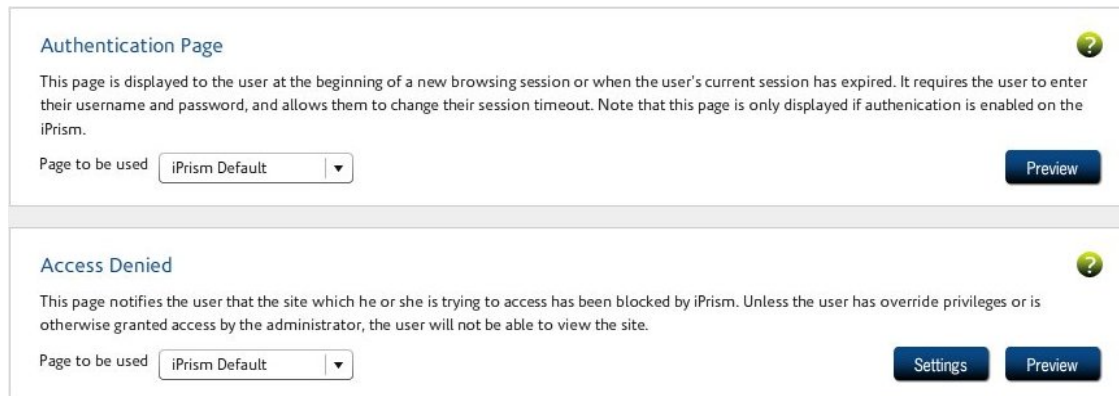 Authentication Page
?
This page is displayed to the user at the beginning of a new browsing session or when the user's current session has expired. It requires the user to enter
their username and password, and allows them to change their session timeout. Note that this page is only displayed if authenication is enabled on the
iPrism.
Page to be used iPrism Default Preview
Access Denied
?
This page notifies the user that the site which he or she is trying to access has been blocked by iPrism. Unless the user has override privileges or is
otherwise granted access by the administrator, the user will not be able to view the site.
Page to be used iPrism Default Settings Preview